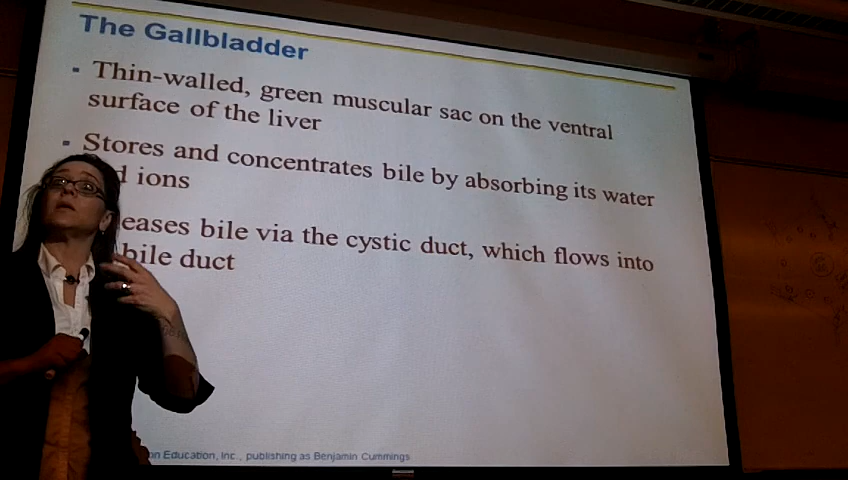 The Gallbladder
▪ Thin-walled, green muscular sac on the ventral
surface of the liver
▪ Stores and concentrates bile by absorbing its water
d ions
eases bile via the cystic duct, which flows into
bile duct
on Education, Inc., publishing as Benjamin Cummings